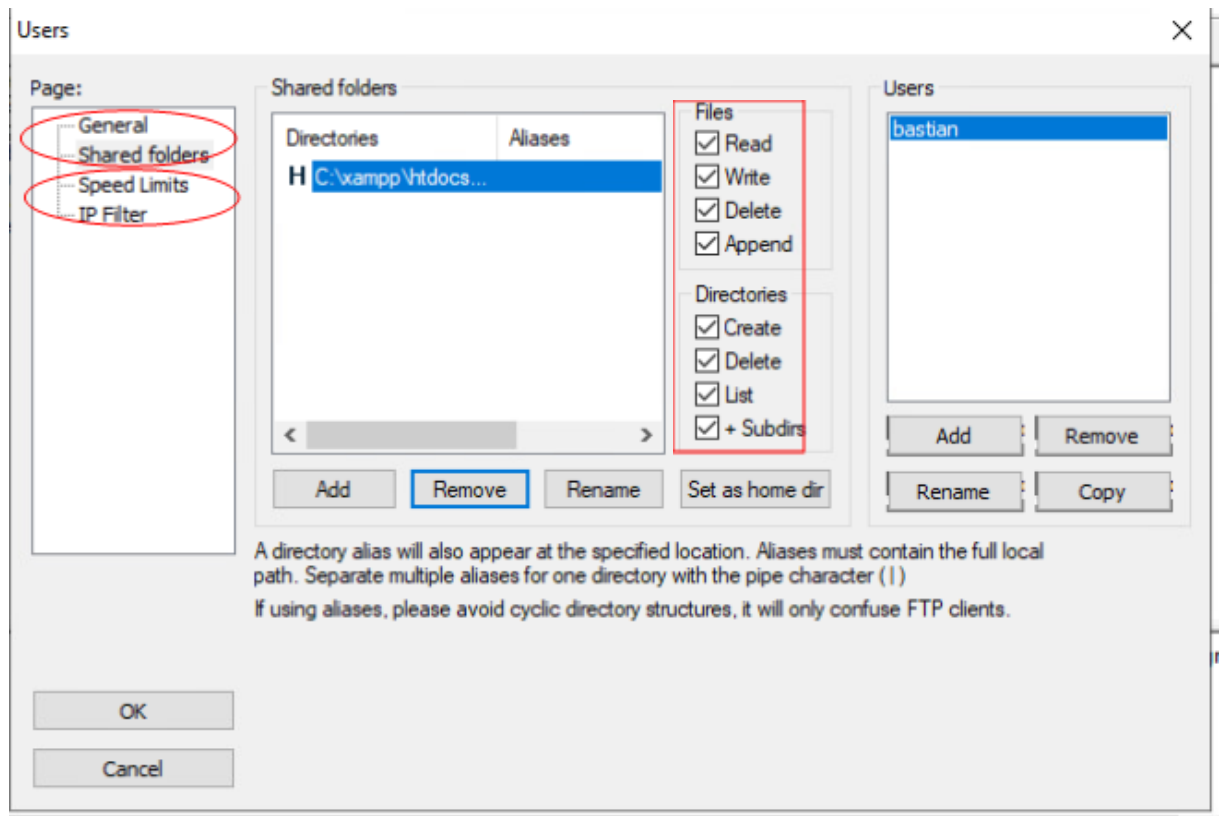 Users
Page:
General
Shared folders
Speed Limits
IP Filter
Shared folders
Directories Aliases
H C:\xampp\htdocs...
Files
Read
Write
Delete
Append
Directories
Create
Delete
List
+ Subdirs
Add Remove Rename Set as home dir
Users
bastian
Add Remove
Rename Copy
A directory alias will also appear at the specified location. Aliases must contain the full local
path. Separate multiple aliases for one directory with the pipe character (|)
If using aliases, please avoid cyclic directory structures, it will only confuse FTP clients.
OK
Cancel